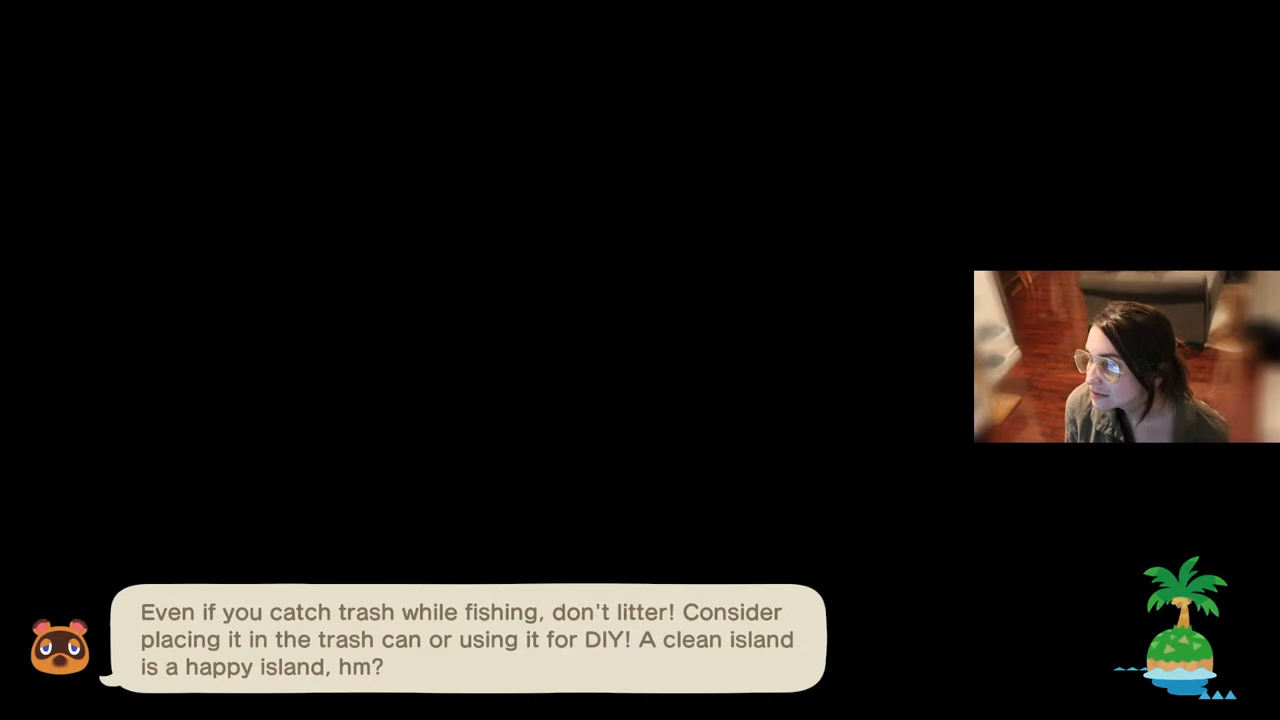 Even if you catch trash while fishing, don't litter! Consider
placing it in the trash can or using it for DIY! A clean island
is a happy island, hm?